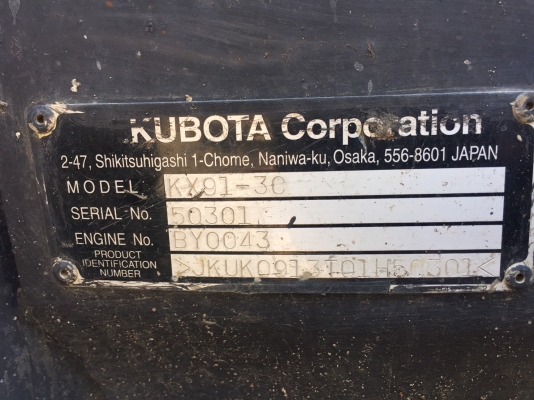 KUBOTA Corporation
2-47, Shikitsuhigashi 1-Chome, Naniwa-ku, Osaka, 556-8601 JAPAN
MODEL KX91-3C
SERIAL No. 50301
ENGINE No. BY0043
PRODUCT
IDENTIFICATION
NUMBER >JKUK0913T01H50301<